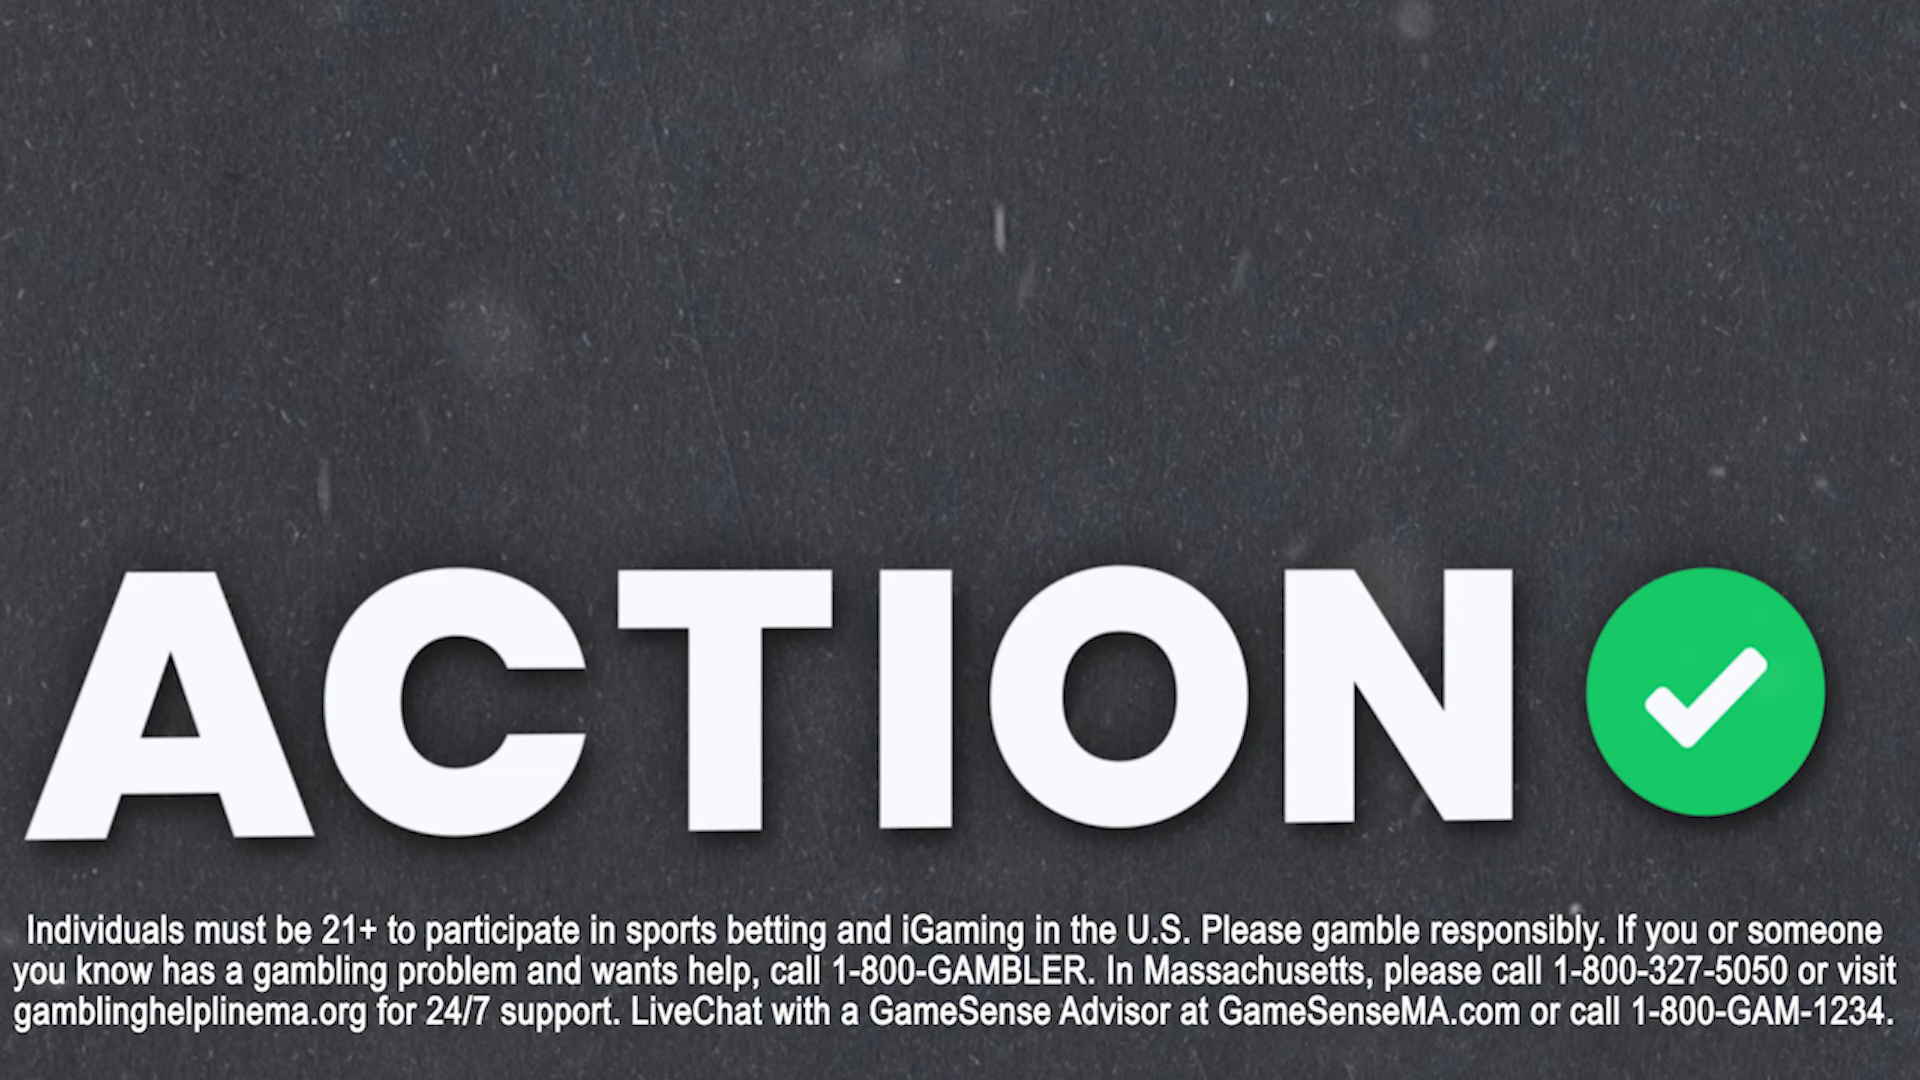 ACTION
Individuals must be 21+ to participate in sports betting and iGaming in the U.S. Please gamble responsibly. If you or someone
you know has a gambling problem and wants help, call 1-800-GAMBLER. In Massachusetts, please call 1-800-327-5050 or visit
gamblinghelplinema.org for 24/7 support. LiveChat with a GameSense Advisor at GameSenseMA.com or call 1-800-GAM-1234.